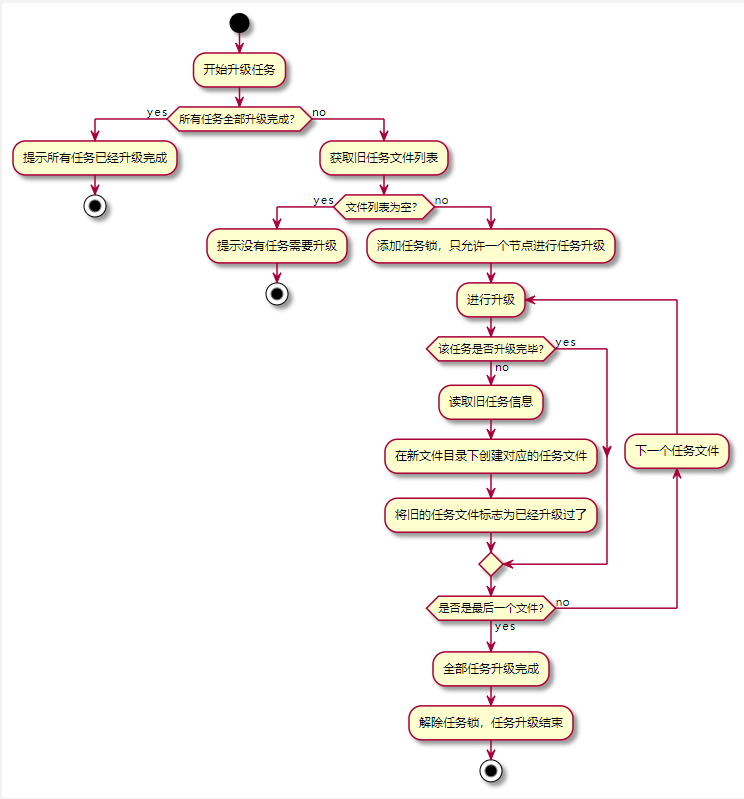 开始升级任务
yes
所有任务全部升级完成?
no
提示所有任务已经升级完成
获取旧任务文件列表
yes
文件列表为空?
no
提示没有任务需要升级
添加任务锁，只允许一个节点进行任务升级
进行升级
该任务是否升级完毕?
yes
no
读取旧任务信息
下一个任务文件
在新文件目录下创建对应的任务文件
将旧的任务文件标志为已经升级过了
是否是最后一个文件?
no
yes
全部任务升级完成
解除任务锁，任务升级结束